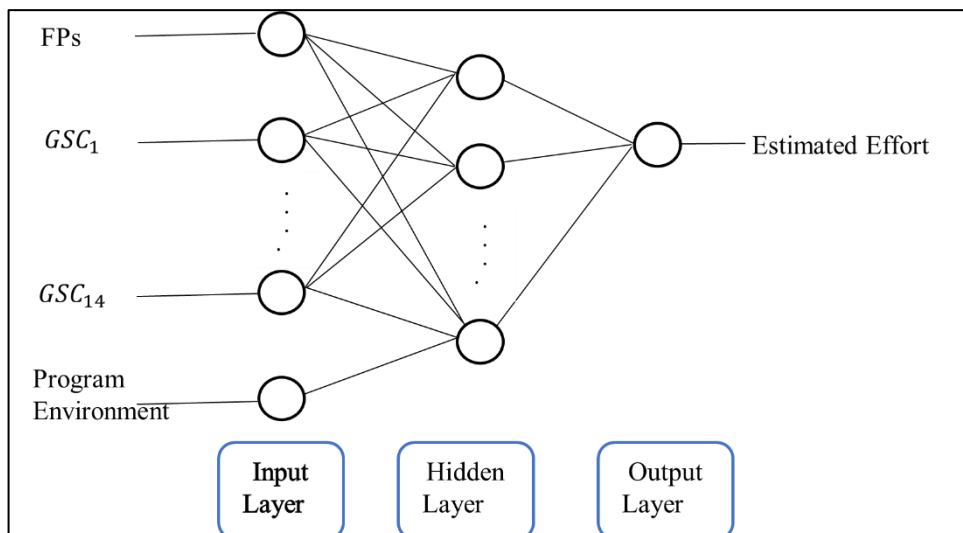 FPs
GSC₁
Estimated Effort
GSC₁₄
Program
Environment
Input
Layer
Hidden
Layer
Output
Layer